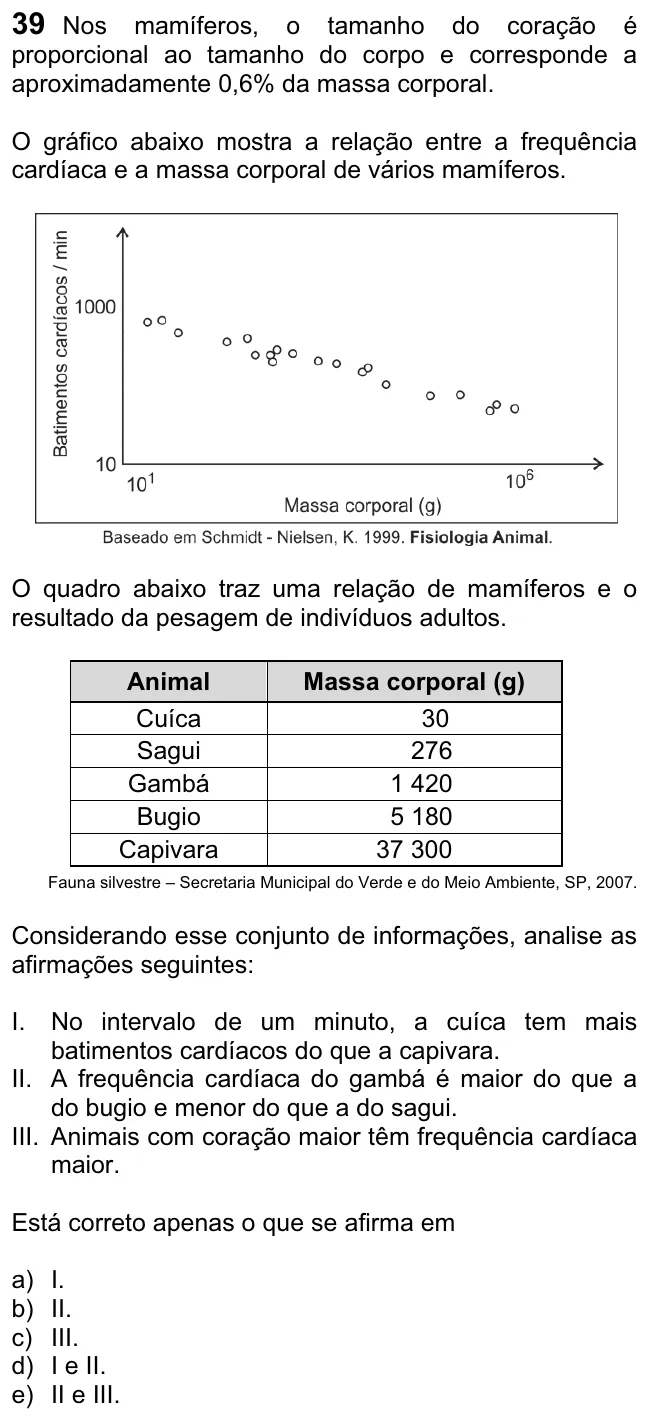 39 Nos mamíferos, o tamanho do coração é
proporcional ao tamanho do corpo e corresponde a
aproximadamente 0,6% da massa corporal.
O gráfico abaixo mostra a relação entre a frequência
cardíaca e a massa corporal de vários mamíferos.
Batimentos cardíacos / min
1000
10
10¹
10⁶
Massa corporal (g)
Baseado em Schmidt - Nielsen, K. 1999. Fisiologia Animal.
O quadro abaixo traz uma relação de mamíferos e o
resultado da pesagem de indivíduos adultos.
Animal Massa corporal (g)
Cuíca 30
Sagui 276
Gambá 1 420
Bugio 5 180
Capivara 37 300
Fauna silvestre – Secretaria Municipal do Verde e do Meio Ambiente, SP, 2007.
Considerando esse conjunto de informações, analise as
afirmações seguintes:
I. No intervalo de um minuto, a cuíca tem mais
batimentos cardíacos do que a capivara.
II. A frequência cardíaca do gambá é maior do que a
do bugio e menor do que a do sagui.
III. Animais com coração maior têm frequência cardíaca
maior.
Está correto apenas o que se afirma em
a) I.
b) II.
c) III.
d) I e II.
e) II e III.